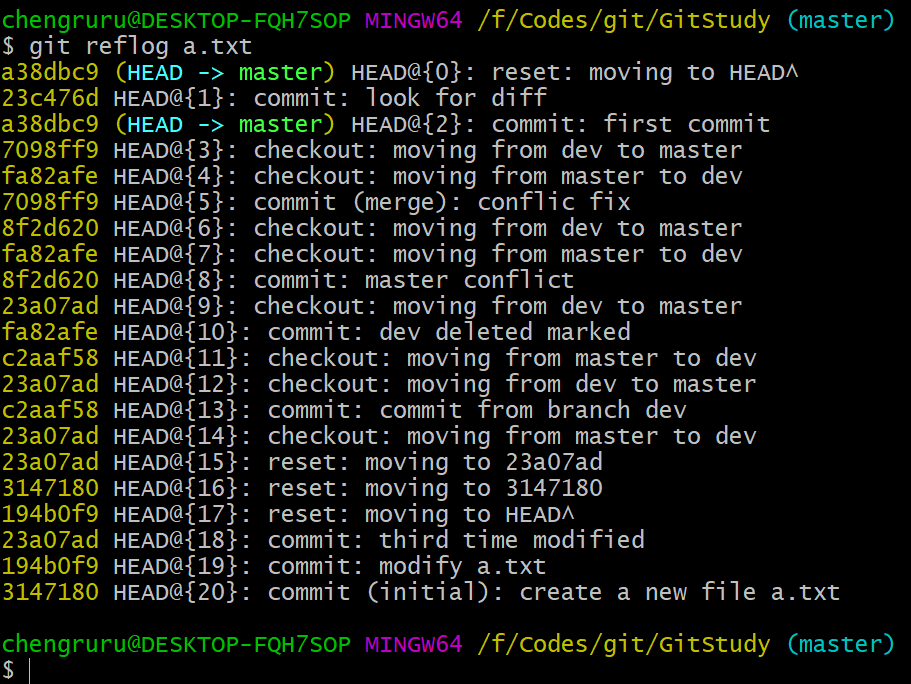 chengruru@DESKTOP-FQH7SOP MINGW64 /f/Codes/git/GitStudy (master)
$ git reflog a.txt
a38dbc9 (HEAD -> master) HEAD@{0}: reset: moving to HEAD^
23c476d HEAD@{1}: commit: look for diff
a38dbc9 (HEAD -> master) HEAD@{2}: commit: first commit
7098ff9 HEAD@{3}: checkout: moving from dev to master
fa82afe HEAD@{4}: checkout: moving from master to dev
7098ff9 HEAD@{5}: commit (merge): conflic fix
8f2d620 HEAD@{6}: checkout: moving from dev to master
fa82afe HEAD@{7}: checkout: moving from master to dev
8f2d620 HEAD@{8}: commit: master conflict
23a07ad HEAD@{9}: checkout: moving from dev to master
fa82afe HEAD@{10}: commit: dev deleted marked
c2aaf58 HEAD@{11}: checkout: moving from master to dev
23a07ad HEAD@{12}: checkout: moving from dev to master
c2aaf58 HEAD@{13}: commit: commit from branch dev
23a07ad HEAD@{14}: checkout: moving from master to dev
23a07ad HEAD@{15}: reset: moving to 23a07ad
3147180 HEAD@{16}: reset: moving to 3147180
194b0f9 HEAD@{17}: reset: moving to HEAD^
23a07ad HEAD@{18}: commit: third time modified
194b0f9 HEAD@{19}: commit: modify a.txt
3147180 HEAD@{20}: commit (initial): create a new file a.txt
chengruru@DESKTOP-FQH7SOP MINGW64 /f/Codes/git/GitStudy (master)
$